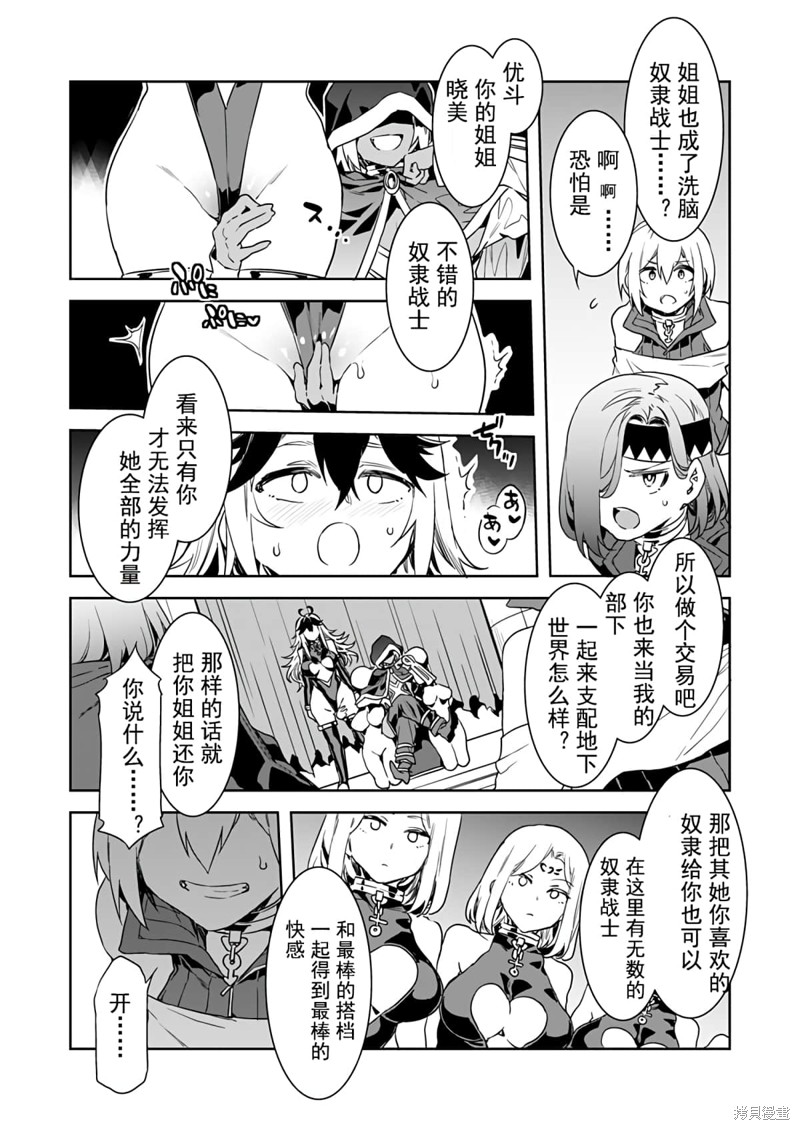 姐姐也成了洗脑
奴隶战士……?
啊 啊……
恐怕是
优斗
你的姐姐
晓美
ス…
不错的
奴隶战士
ぷに
ぷに♥
看来只有你
才无法发挥
她全部的力量
あ♥
あ♥
所以做个交易吧
你也来当我的
部下
一起来支配地下
世界怎么样?
那样的话就
把你姐姐还你
你说什么……?
那把其她你喜欢的
奴隶给你也可以
在这里有无数的
奴隶战士
和最棒的搭档
一起得到最棒的
快感
开……
拷貝漫畫